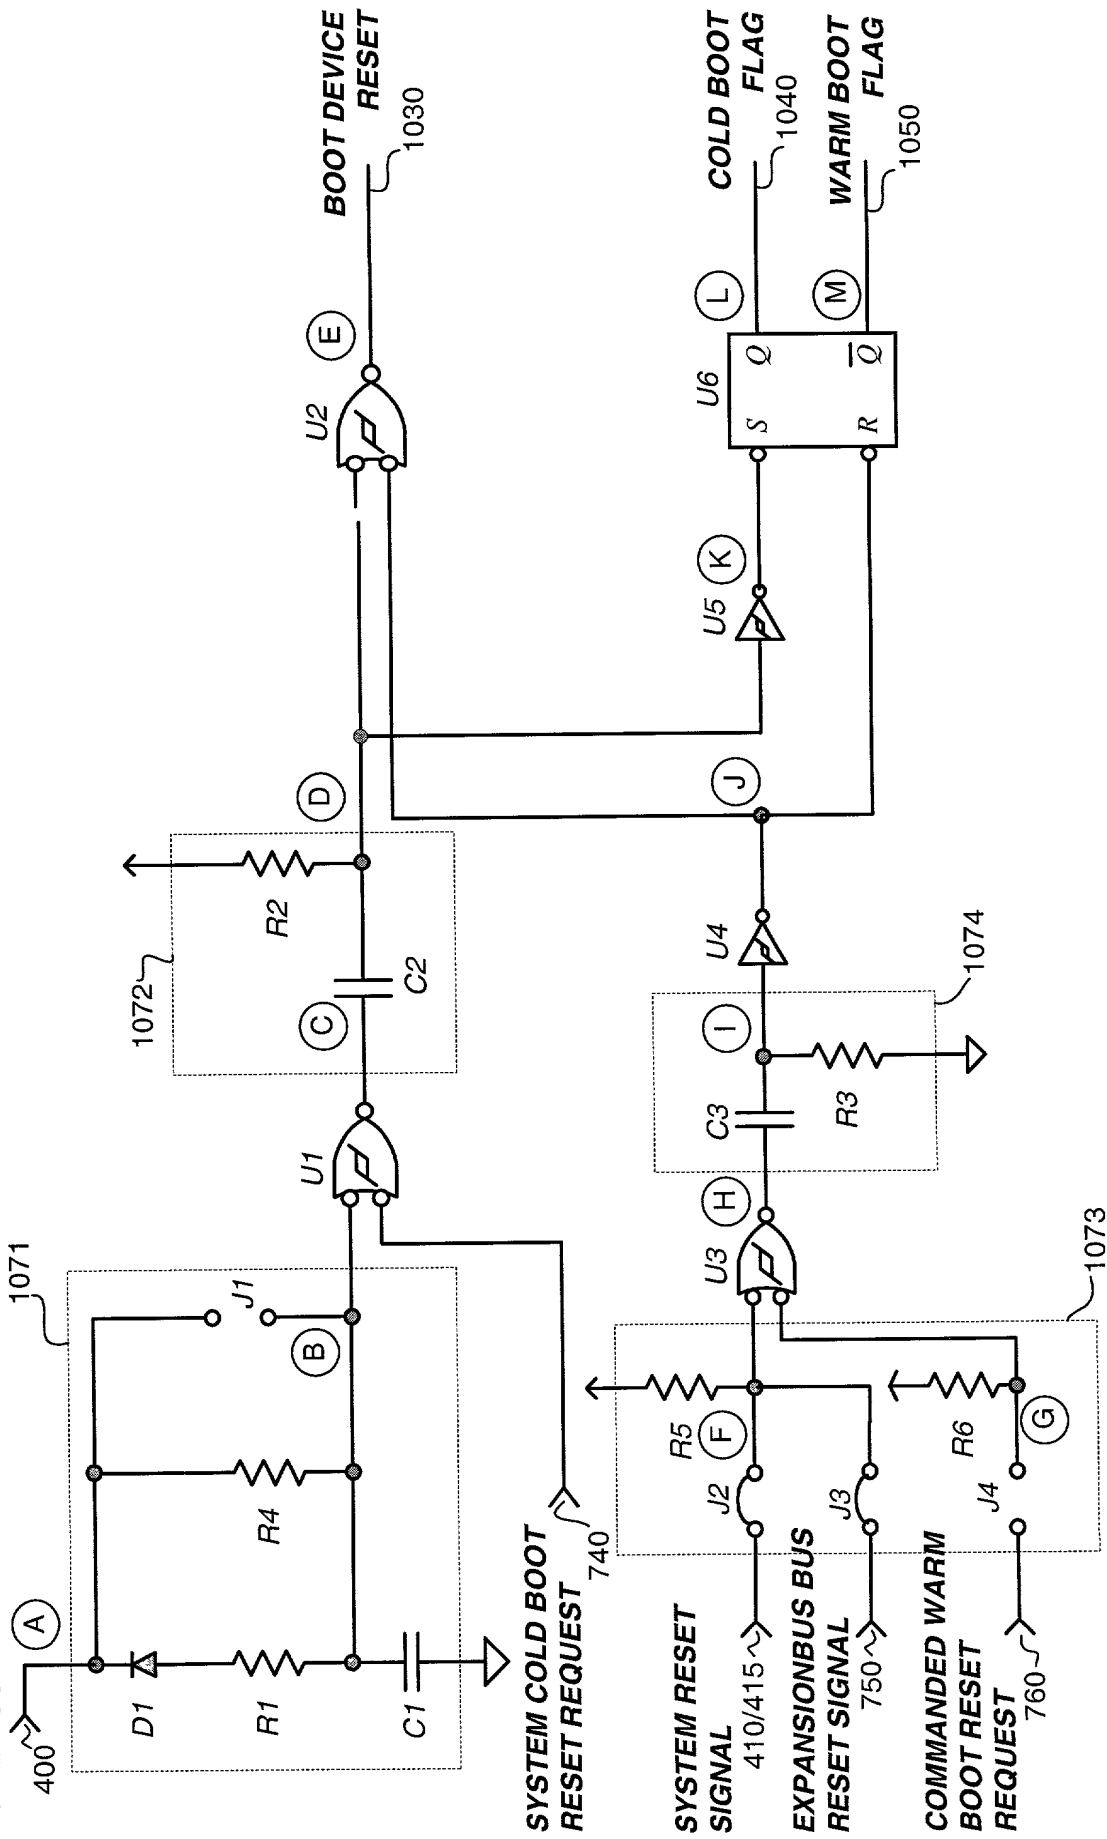 BOOT DEVICE
RESET
1030
COLD BOOT
FLAG
1040
WARM BOOT
FLAG
1050
E
U2
L
M
U6
S
Q
R
Q̅
K
U5
D
J
1072
R2
C2
C
U4
1074
I
C3
R3
U1
H
U3
1071
J1
B
1073
R4
R5
F
R6
G
J2
J3
J4
A
D1
R1
C1
400
SYSTEM COLD BOOT
RESET REQUEST
740
SYSTEM RESET
SIGNAL
410/415
EXPANSIONBUS BUS
RESET SIGNAL
750
COMMANDED WARM
BOOT RESET
REQUEST
760